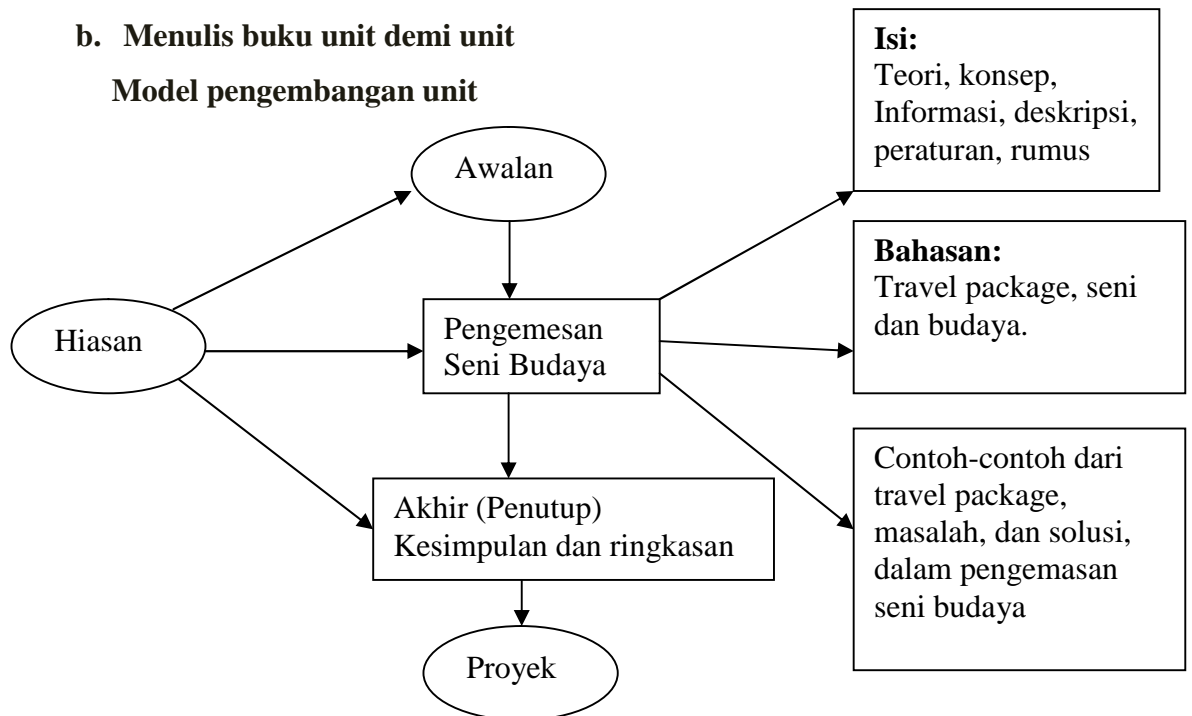 b. Menulis buku unit demi unit
Model pengembangan unit
Awalan
Hiasan
Pengemesan
Seni Budaya
Akhir (Penutup)
Kesimpulan dan ringkasan
Proyek
Isi:
Teori, konsep,
Informasi, deskripsi,
peraturan, rumus
Bahasan:
Travel package, seni
dan budaya.
Contoh-contoh dari
travel package,
masalah, dan solusi,
dalam pengemasan
seni budaya